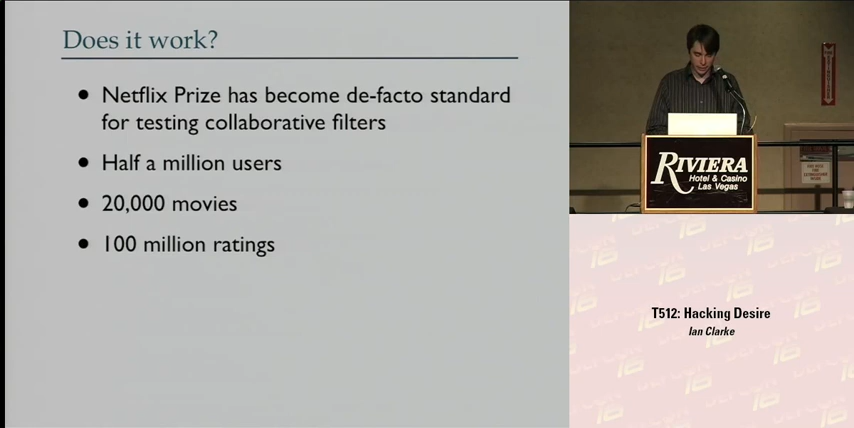 Does it work?
Netflix Prize has become de-facto standard
for testing collaborative filters
Half a million users
20,000 movies
100 million ratings
RIVIERA
Hotel & Casino
Las Vegas
T512: Hacking Desire
Ian Clarke